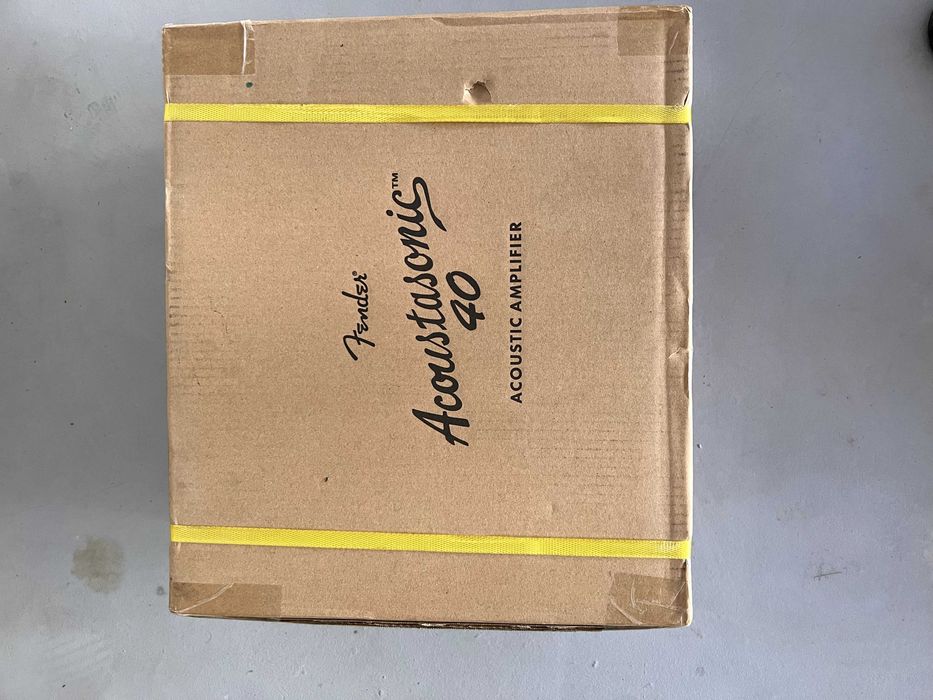 Fender®
Acoustasonic™
40
ACOUSTIC AMPLIFIER